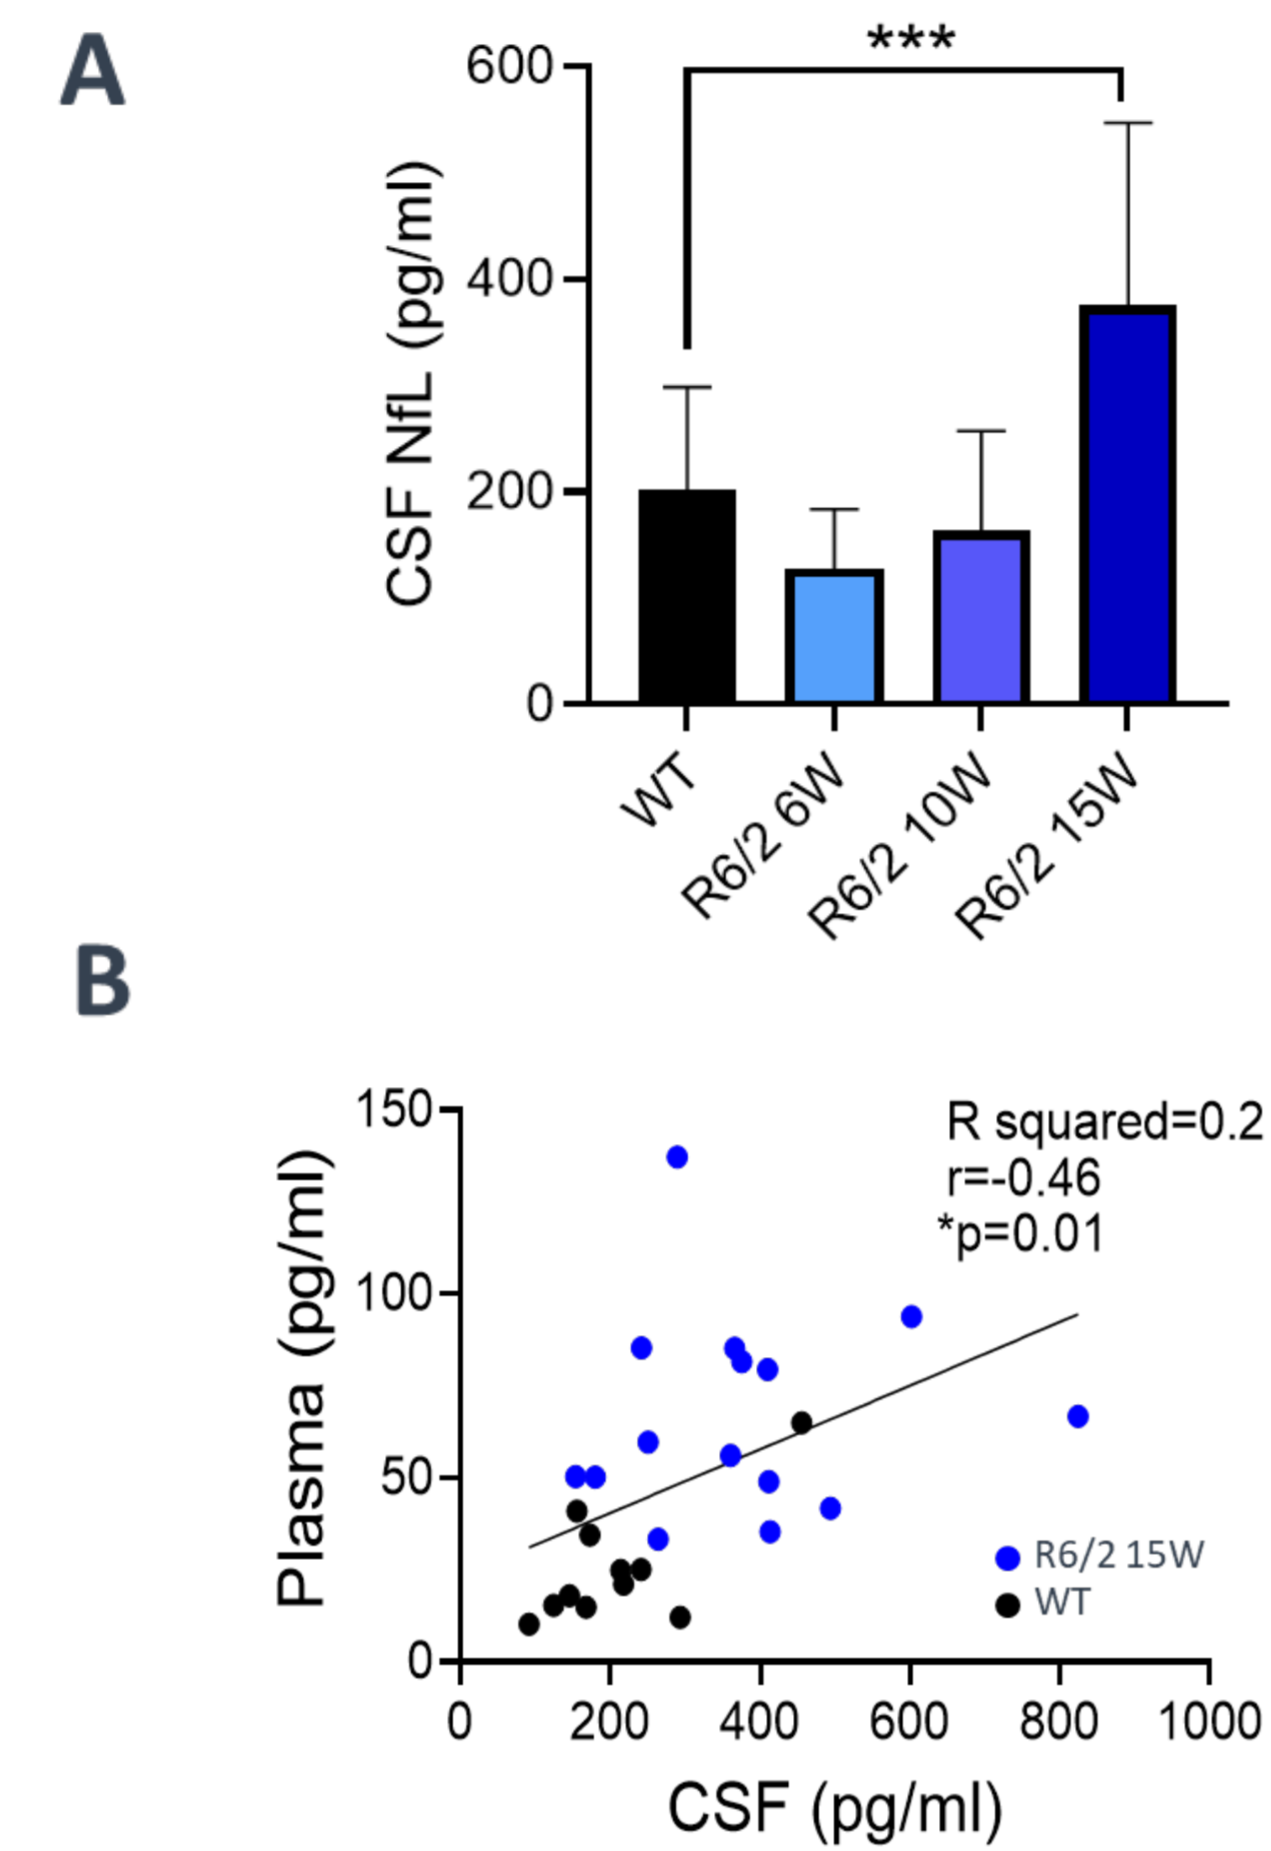 A
***
600
400
200
0
CSF NfL (pg/ml)
WT
R6/2 6W
R6/2 10W
R6/2 15W
B
150
100
50
0
Plasma (pg/ml)
R squared=0.2
r=-0.46
*p=0.01
R6/2 15W
WT
0 200 400 600 800 1000
CSF (pg/ml)